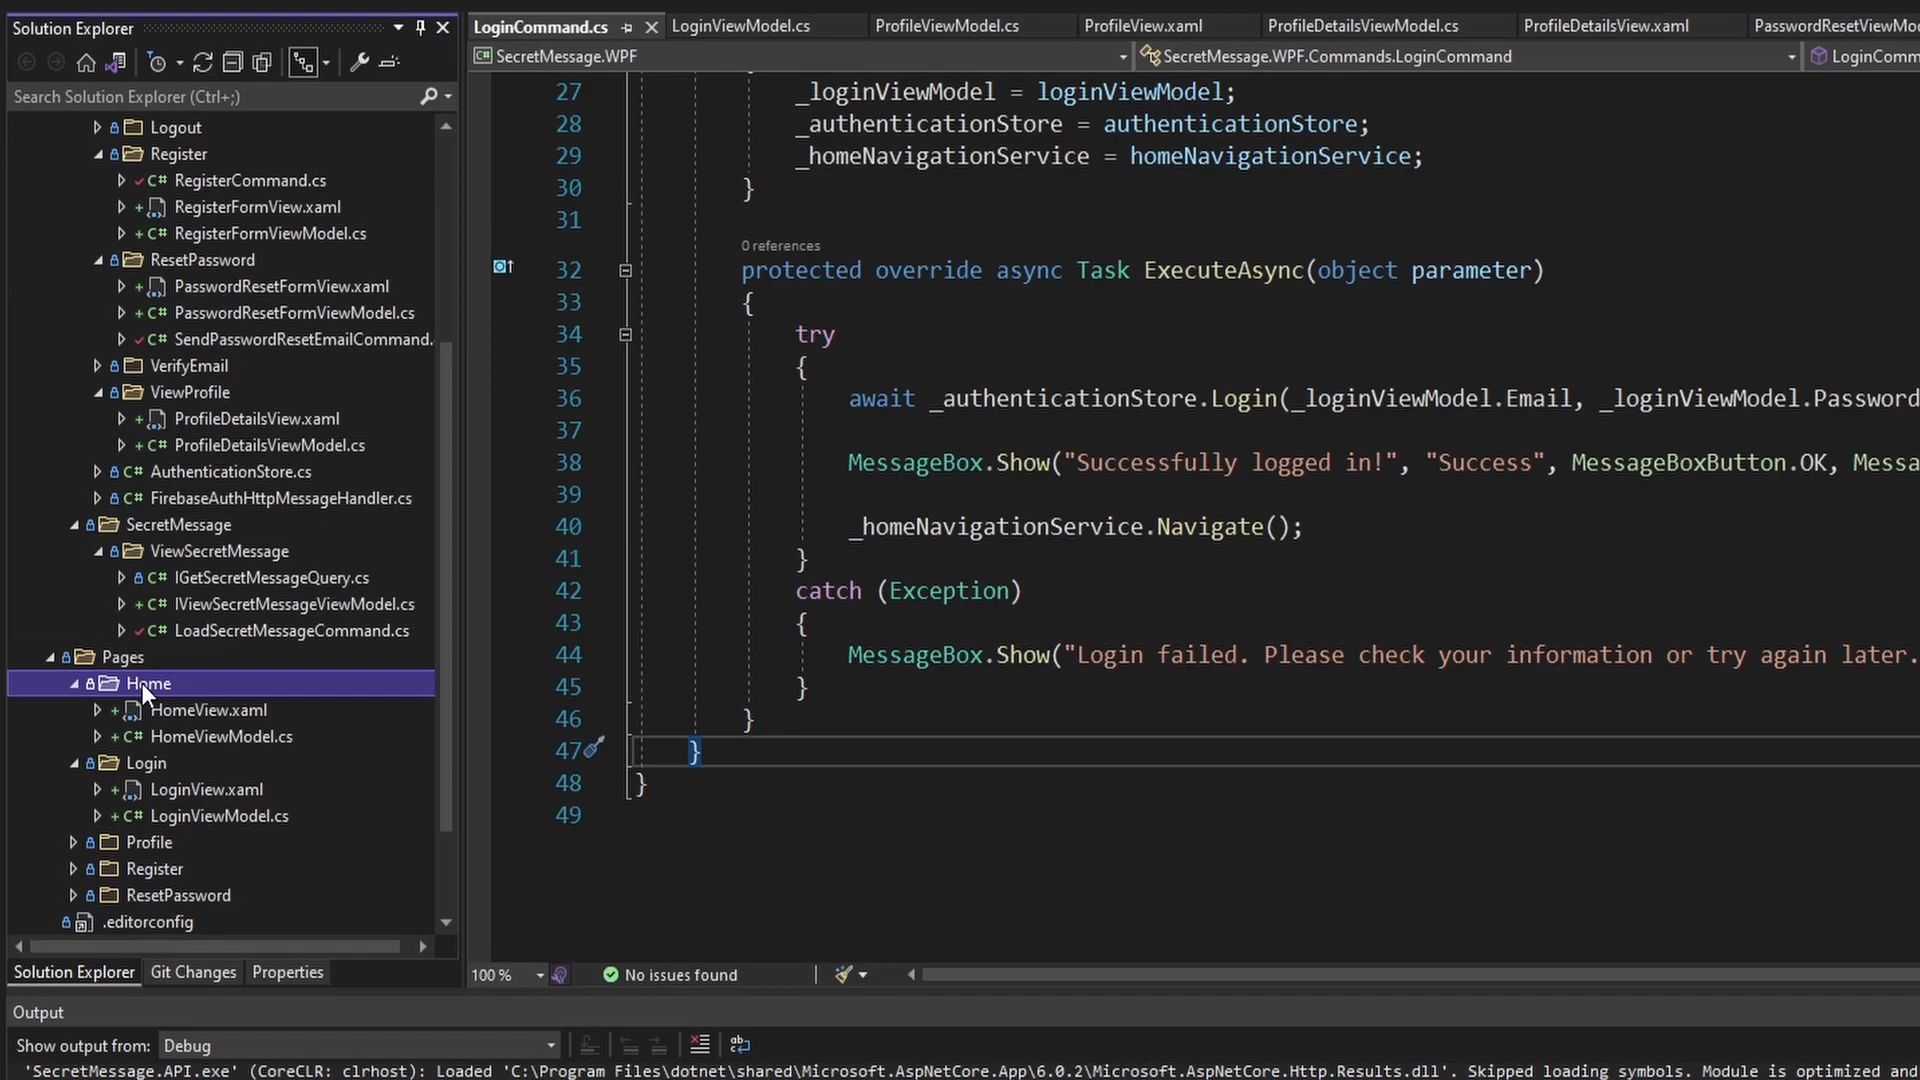 Solution Explorer
Search Solution Explorer (Ctrl+;)
Logout
Register
C# RegisterCommand.cs
RegisterFormView.xaml
C# RegisterFormViewModel.cs
ResetPassword
PasswordResetFormView.xaml
C# PasswordResetFormViewModel.cs
C# SendPasswordResetEmailCommand.
VerifyEmail
ViewProfile
ProfileDetailsView.xaml
C# ProfileDetailsViewModel.cs
C# AuthenticationStore.cs
C# FirebaseAuthHttpMessageHandler.cs
SecretMessage
ViewSecretMessage
C# IGetSecretMessageQuery.cs
C# IViewSecretMessageViewModel.cs
C# LoadSecretMessageCommand.cs
Pages
Home
HomeView.xaml
C# HomeViewModel.cs
Login
LoginView.xaml
C# LoginViewModel.cs
Profile
Register
ResetPassword
.editorconfig
Solution Explorer Git Changes Properties
LoginCommand.cs LoginViewModel.cs ProfileViewModel.cs ProfileView.xaml ProfileDetailsViewModel.cs ProfileDetailsView.xaml PasswordResetViewMo
C# SecretMessage.WPF SecretMessage.WPF.Commands.LoginCommand LoginComm
27 _loginViewModel = loginViewModel;
28 _authenticationStore = authenticationStore;
29 _homeNavigationService = homeNavigationService;
30 }
31
0 references
32 protected override async Task ExecuteAsync(object parameter)
33 {
34 try
35 {
36 await _authenticationStore.Login(_loginViewModel.Email, _loginViewModel.Password
37
38 MessageBox.Show("Successfully logged in!", "Success", MessageBoxButton.OK, Messa
39
40 _homeNavigationService.Navigate();
41 }
42 catch (Exception)
43 {
44 MessageBox.Show("Login failed. Please check your information or try again later.
45 }
46 }
47 }
48 }
49
100 % No issues found
Output
Show output from: Debug
'SecretMessage.API.exe' (CoreCLR: clrhost): Loaded 'C:\Program Files\dotnet\shared\Microsoft.AspNetCore.App\6.0.2\Microsoft.AspNetCore.Http.Results.dll'. Skipped loading symbols. Module is optimized and